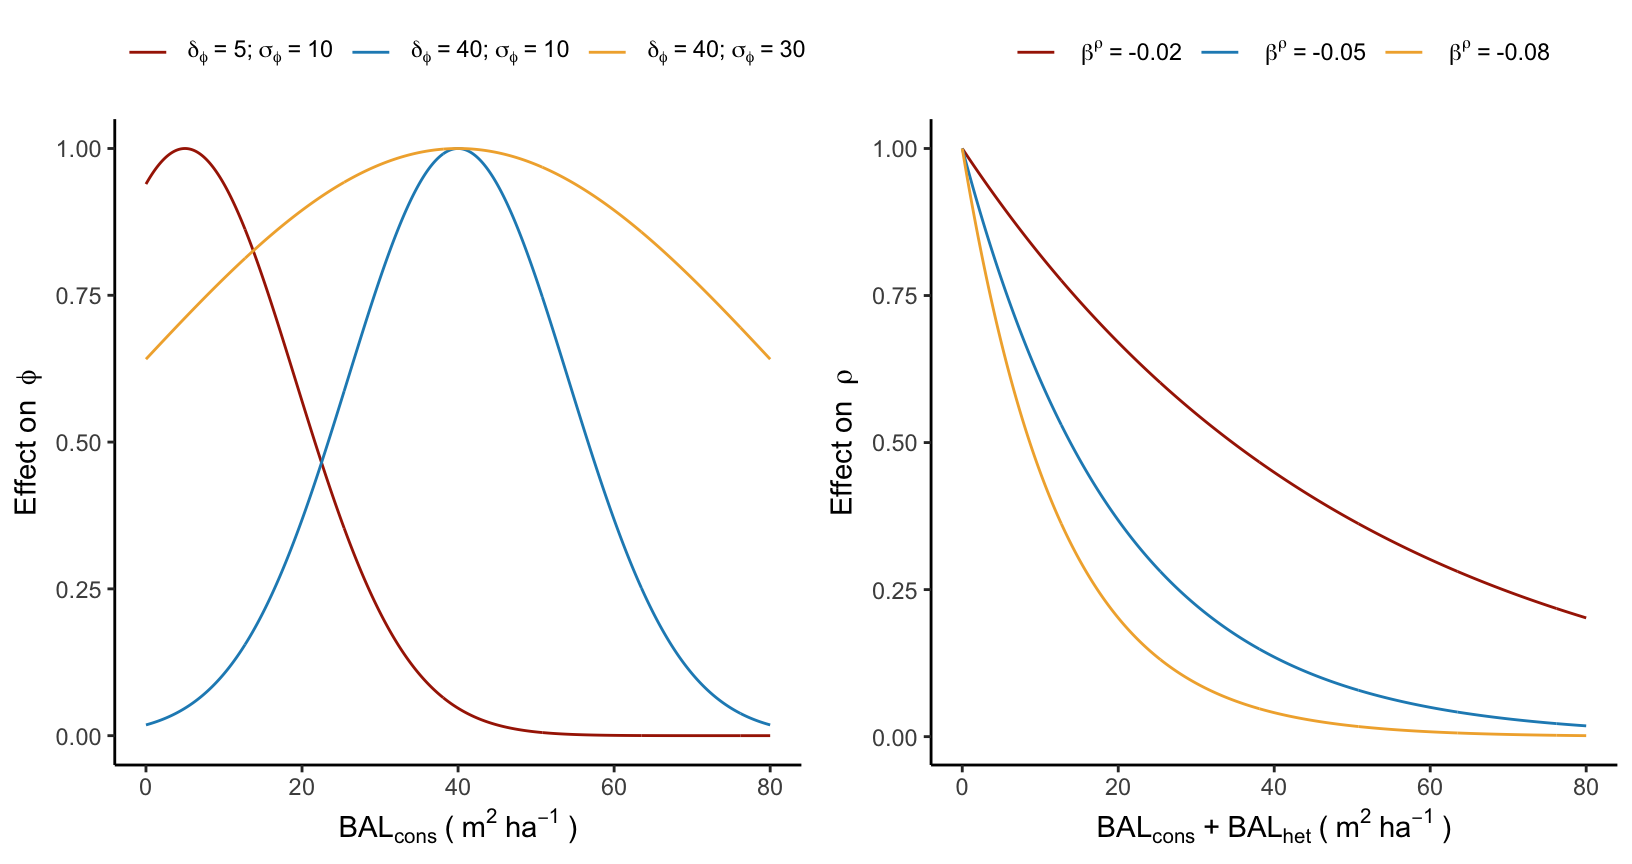 δϕ = 5; σϕ = 10 δϕ = 40; σϕ = 10 δϕ = 40; σϕ = 30
1.00
0.75
0.50
0.25
0.00
Effect on ϕ
0 20 40 60 80
BALcons ( m² ha⁻¹ )
βᵖ = -0.02 βᵖ = -0.05 βᵖ = -0.08
1.00
0.75
0.50
0.25
0.00
Effect on ρ
0 20 40 60 80
BALcons + BALhet ( m² ha⁻¹ )